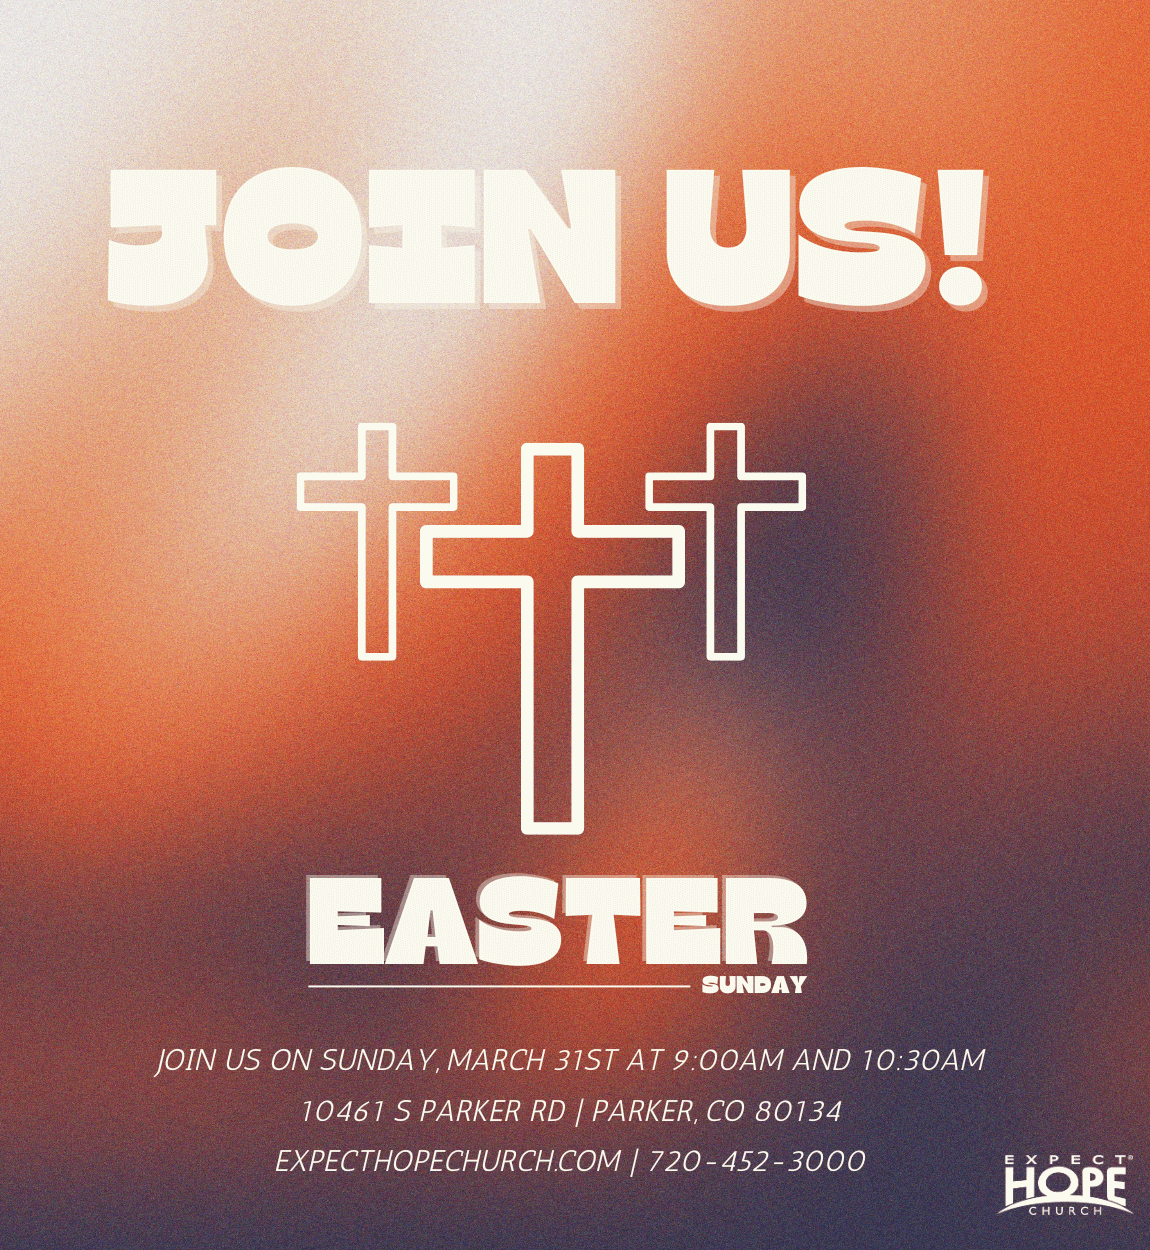 JOIN US!
EASTER
SUNDAY
JOIN US ON SUNDAY, MARCH 31ST AT 9:00AM AND 10:30AM
10461 S PARKER RD | PARKER, CO 80134
EXPECTHOPECHURCH.COM | 720-452-3000
EXPECT®
HOPE
CHURCH